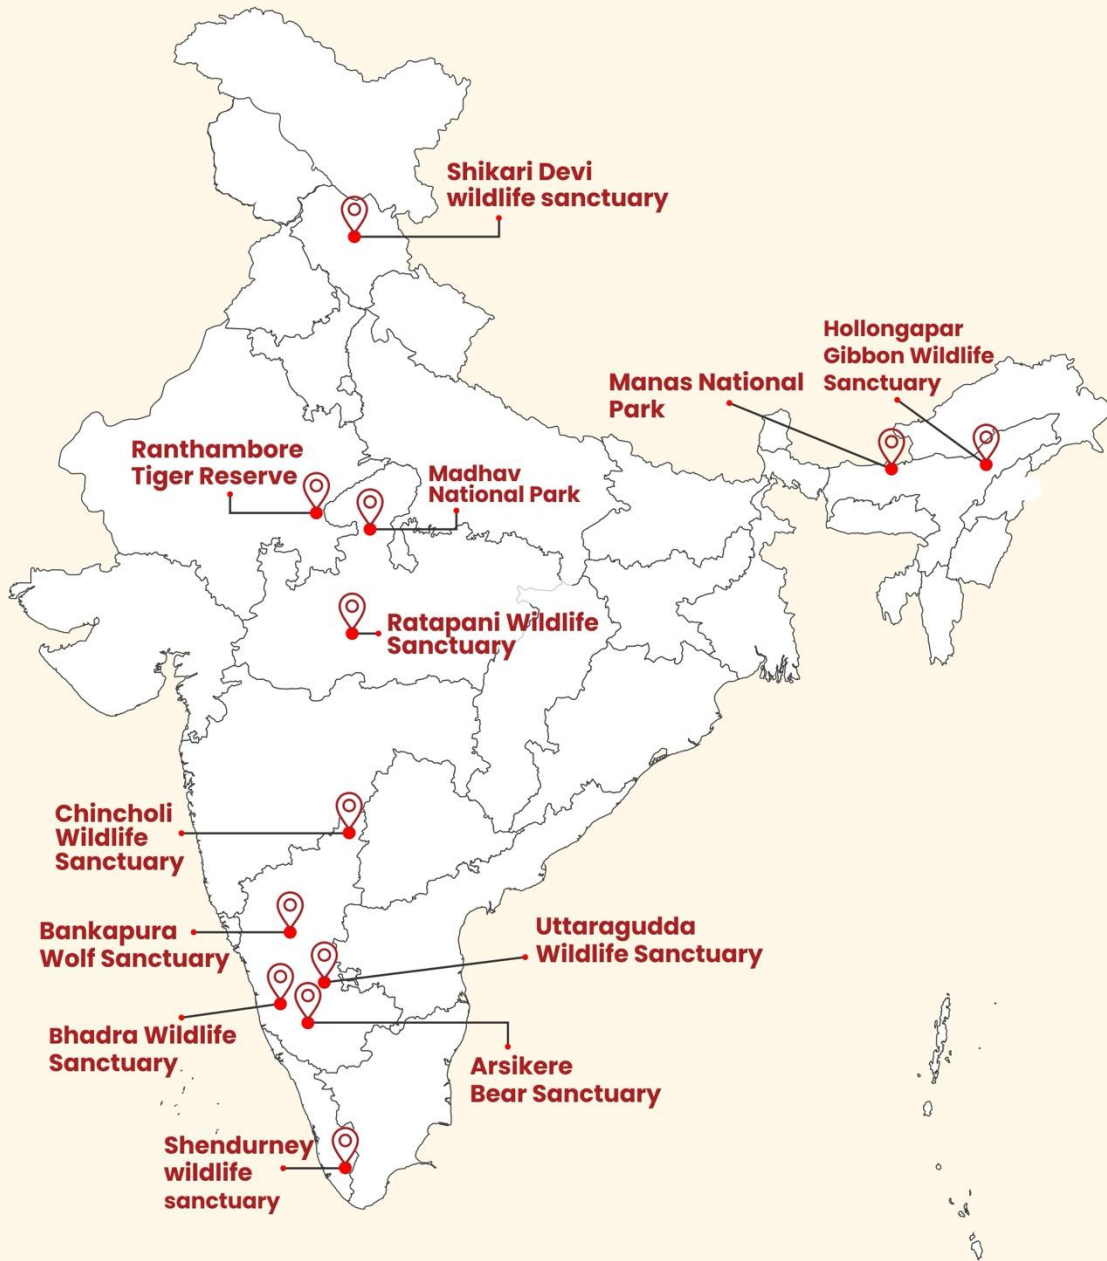 Shikari Devi
wildlife sanctuary
Hollongapar
Gibbon Wildlife
Sanctuary
Manas National
Park
Ranthambore
Tiger Reserve
Madhav
National Park
Ratapani Wildlife
Sanctuary
Chincholi
Wildlife
Sanctuary
Bankapura
Wolf Sanctuary
Uttaragudda
Wildlife Sanctuary
Bhadra Wildlife
Sanctuary
Arsikere
Bear Sanctuary
Shendurney
wildlife
sanctuary